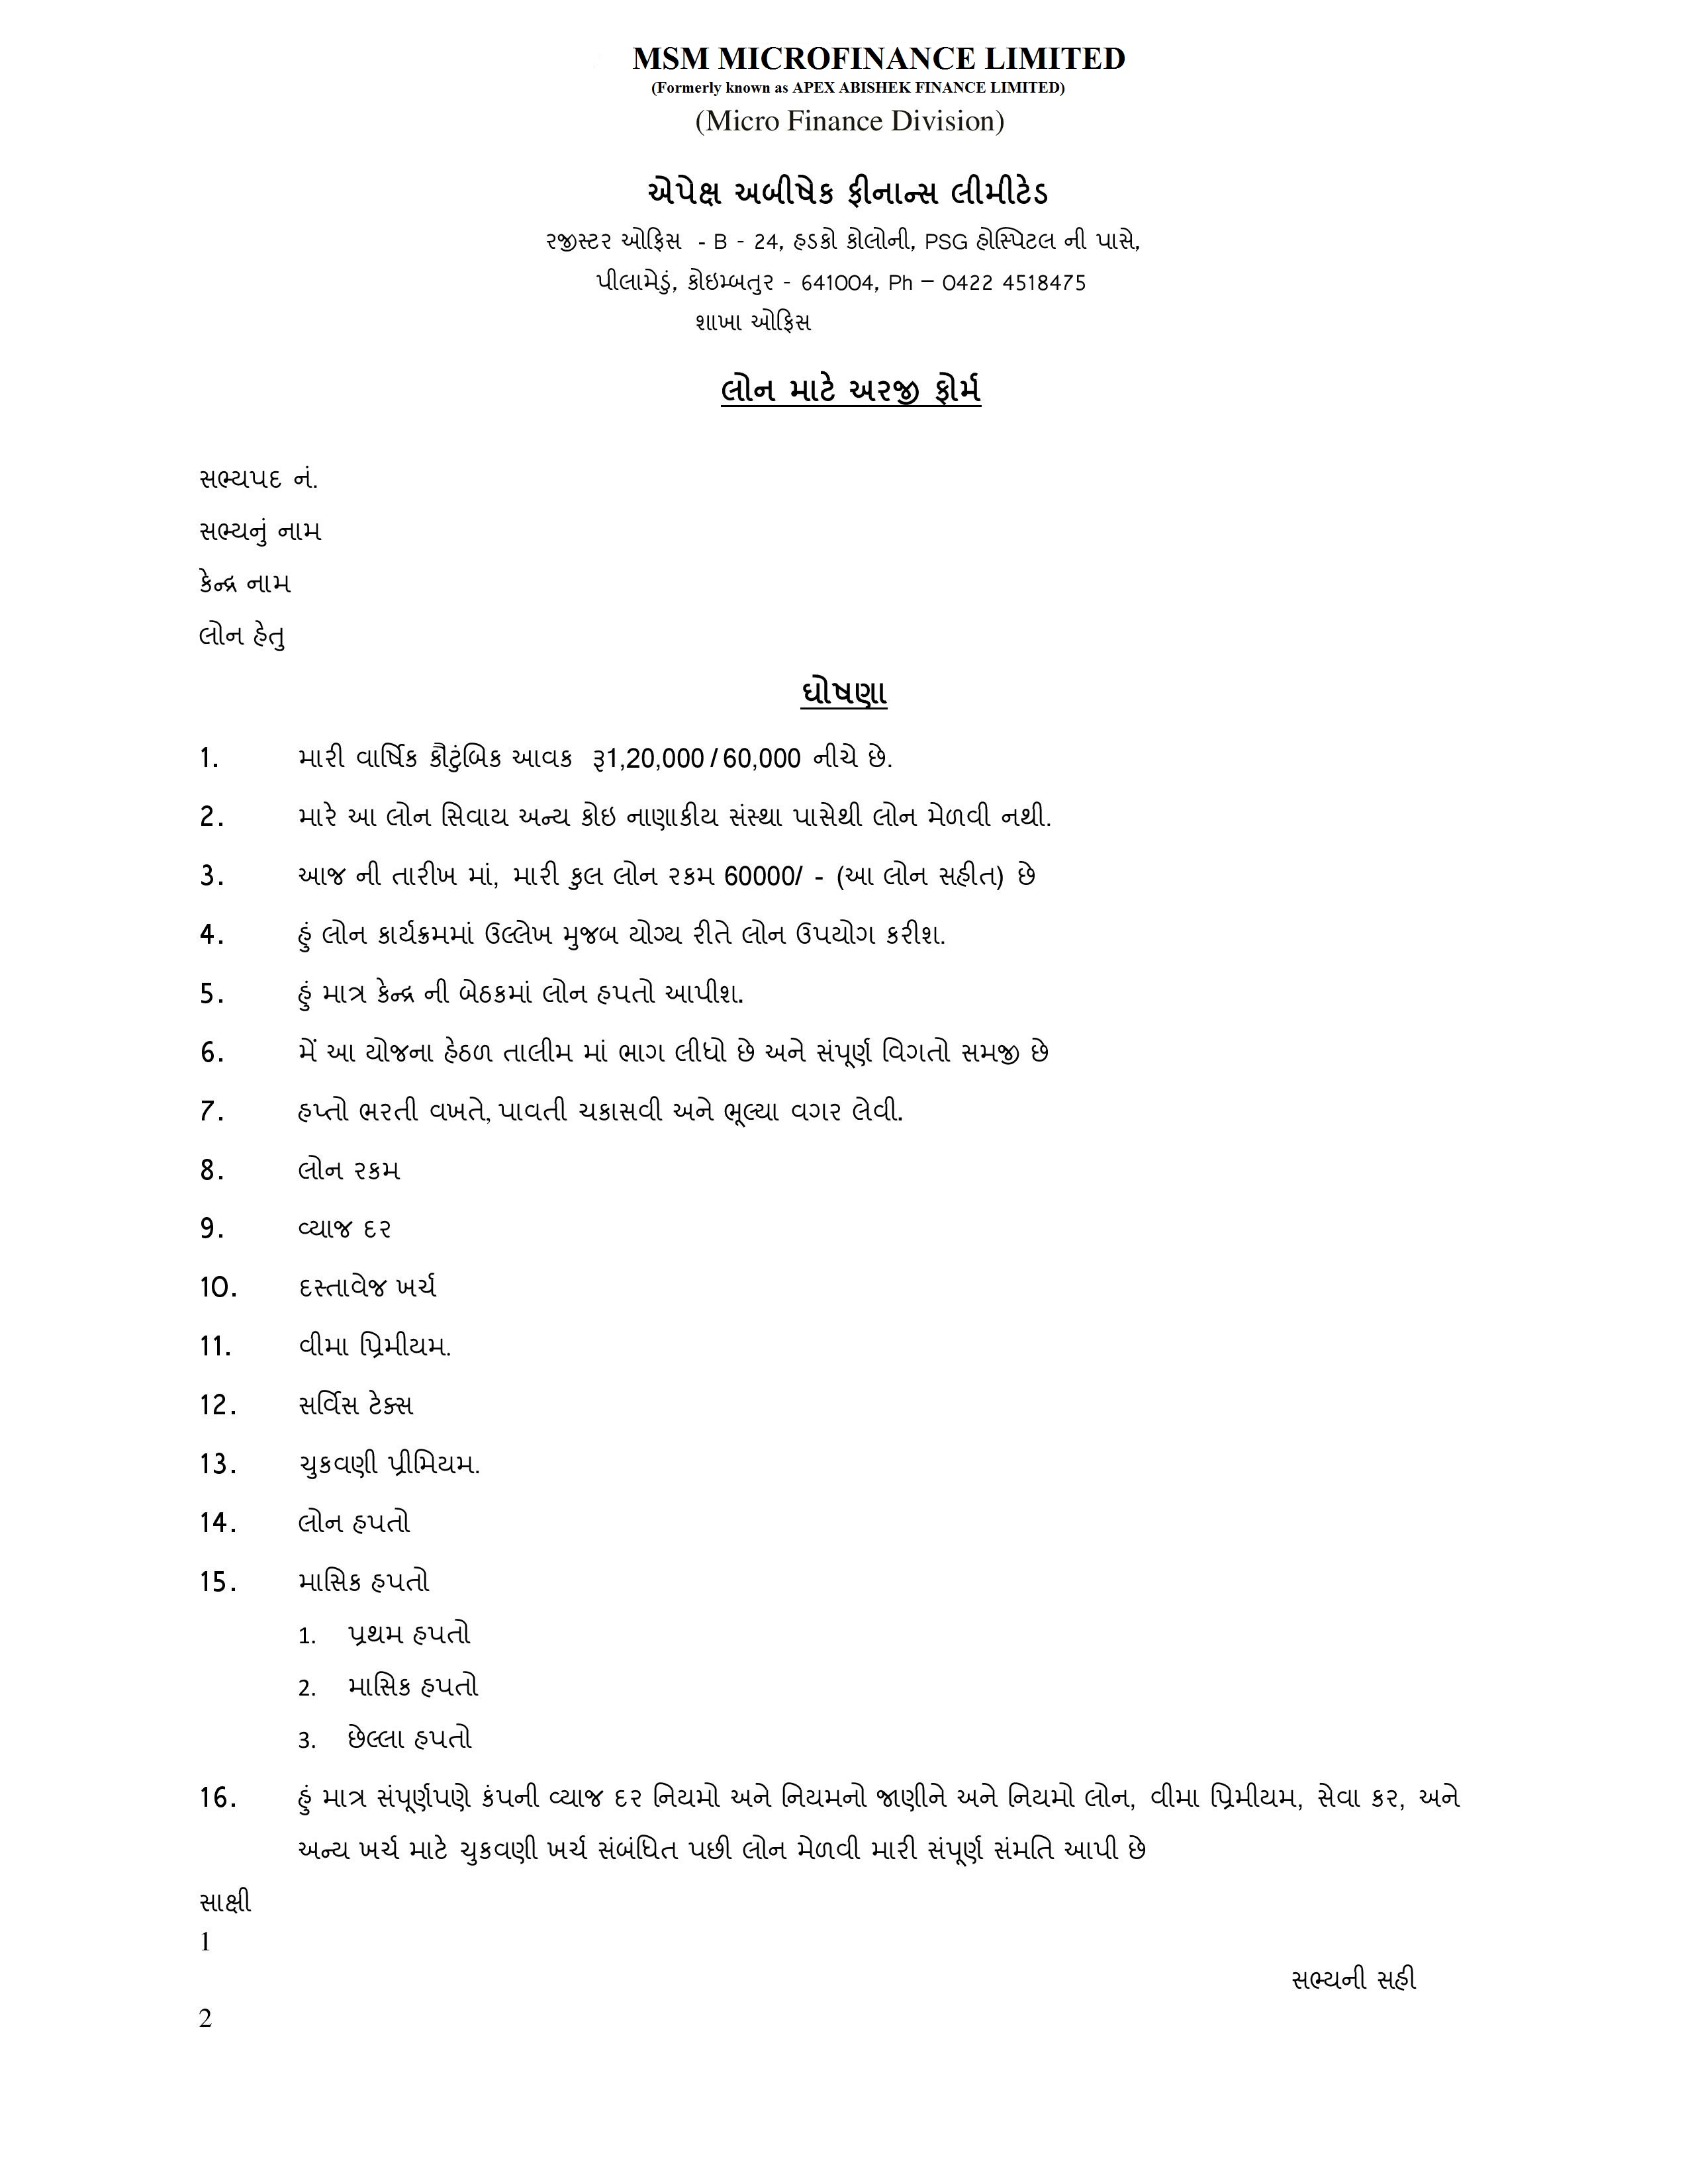 MSM MICROFINANCE LIMITED
(Formerly known as APEX ABISHEK FINANCE LIMITED)
(Micro Finance Division)
એપેક્ષ અબીષેક ફીનાન્સ લીમીટેડ
રજીસ્ટર ઓફિસ - B - 24, હડકો કોલોની, PSG હોસ્પિટલ ની પાસે,
પીલામેડું, કોઇમ્બતુર - 641004, Ph – 0422 4518475
શાખા ઓફિસ
લોન માટે અરજી ફોર્મ
સભ્યપદ નં.
સભ્યનું નામ
કેન્દ્ર નામ
લોન હેતુ
ઘોષણા
1. મારી વાર્ષિક કૌટુંબિક આવક રૂ1,20,000 / 60,000 નીચે છે.
2. મારે આ લોન સિવાય અન્ય કોઇ નાણાકીય સંસ્થા પાસેથી લોન મેળવી નથી.
3. આજ ની તારીખ માં, મારી કુલ લોન રકમ 60000/ - (આ લોન સહીત) છે
4. હું લોન કાર્યક્રમમાં ઉલ્લેખ મુજબ યોગ્ય રીતે લોન ઉપયોગ કરીશ.
5. હું માત્ર કેન્દ્ર ની બેઠકમાં લોન હપતો આપીશ.
6. મેં આ યોજના હેઠળ તાલીમ માં ભાગ લીધો છે અને સંપૂર્ણ વિગતો સમજી છે
7. હપ્તો ભરતી વખતે, પાવતી ચકાસવી અને ભૂલ્યા વગર લેવી.
8. લોન રકમ
9. વ્યાજ દર
10. દસ્તાવેજ ખર્ચ
11. વીમા પ્રિમીયમ.
12. સર્વિસ ટેક્સ
13. ચુકવણી પ્રીમિયમ.
14. લોન હપતો
15. માસિક હપતો
1. પ્રથમ હપતો
2. માસિક હપતો
3. છેલ્લા હપતો
16. હું માત્ર સંપૂર્ણપણે કંપની વ્યાજ દર નિયમો અને નિયમનો જાણીને અને નિયમો લોન, વીમા પ્રિમીયમ, સેવા કર, અને
અન્ય ખર્ચ માટે ચુકવણી ખર્ચ સંબંધિત પછી લોન મેળવી મારી સંપૂર્ણ સંમતિ આપી છે
સાક્ષી
1
સભ્યની સહી
2